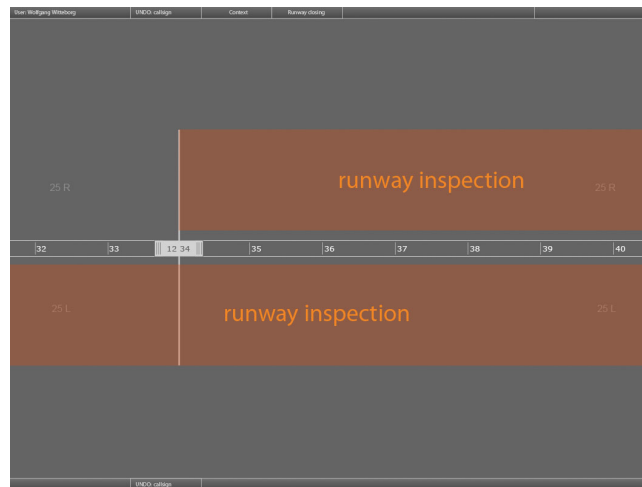 User: Wolfgang Witteborg UNDO: callsign Context Runway closing
runway inspection
25 R 25 R
32 33 12 34 35 36 37 38 39 40
25 L 25 L
runway inspection
UNDO: callsign